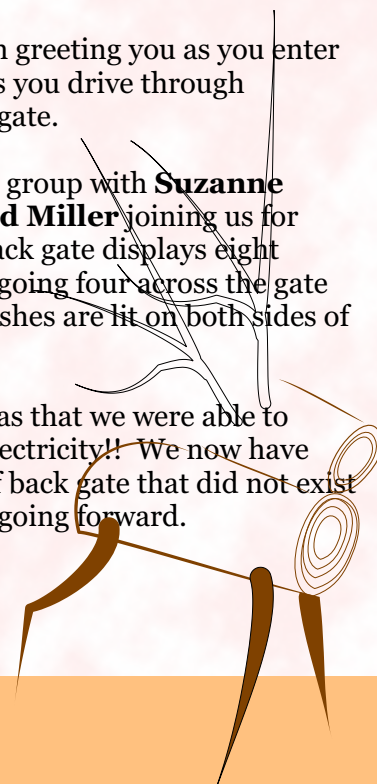 n greeting you as you enter
s you drive through
gate.
group with Suzanne
d Miller joining us for
ack gate displays eight
going four across the gate
shes are lit on both sides of
as that we were able to
ectricity!!  We now have
f back gate that did not exist
going forward.